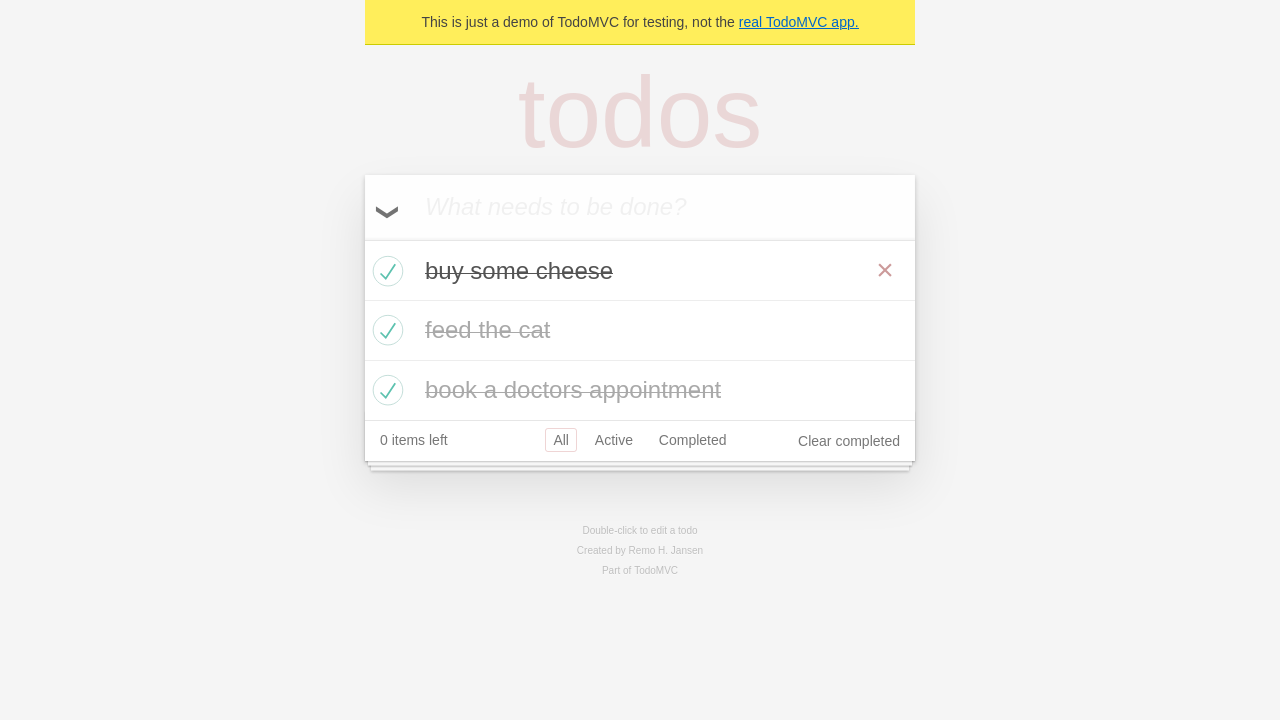 This is just a demo of TodoMVC for testing, not the real TodoMVC app.
todos
What needs to be done?
buy some cheese
feed the cat
book a doctors appointment
0 items left All Active Completed Clear completed
Double-click to edit a todo
Created by Remo H. Jansen
Part of TodoMVC